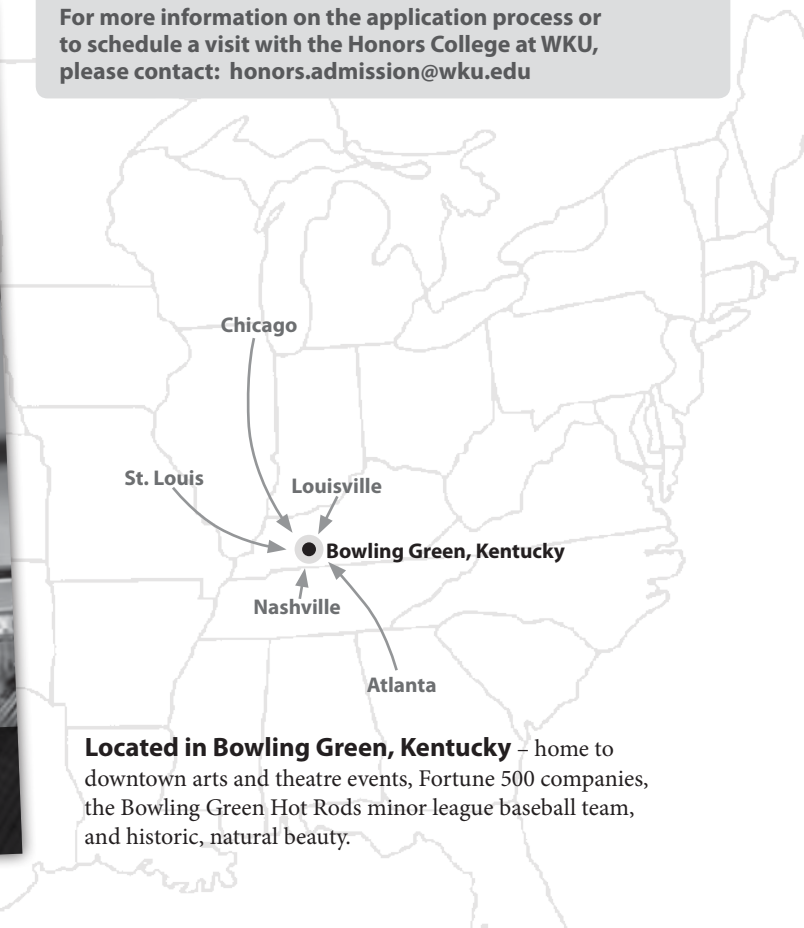 For more information on the application process or
to schedule a visit with the Honors College at WKU,
please contact: honors.admission@wku.edu
Chicago
St. Louis
Louisville
Bowling Green, Kentucky
Nashville
Atlanta
Located in Bowling Green, Kentucky – home to
downtown arts and theatre events, Fortune 500 companies,
the Bowling Green Hot Rods minor league baseball team,
and historic, natural beauty.